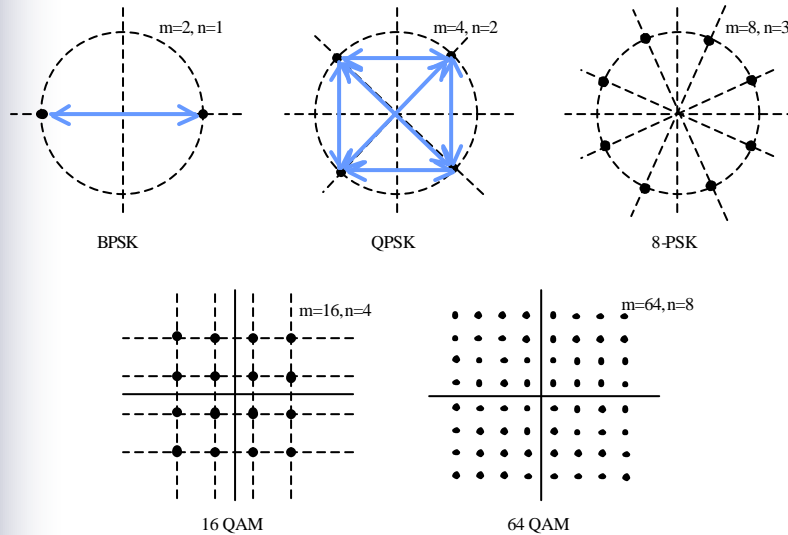 m=2, n=1
m=4, n=2
m=8, n=3
BPSK
QPSK
8-PSK
m=16, n=4
m=64, n=8
16 QAM
64 QAM